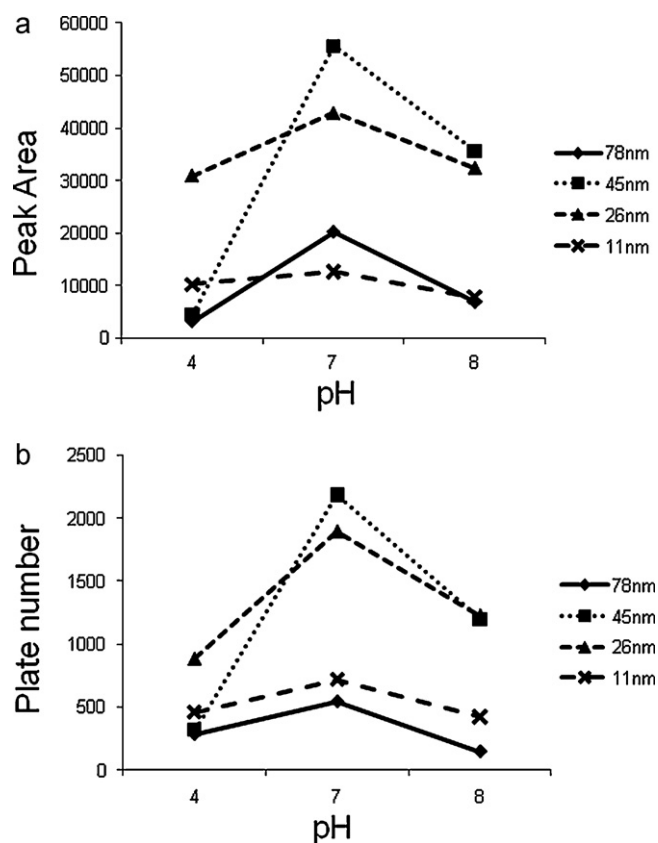 a
60000
50000
40000
30000
20000
10000
0
Peak Area
4 7 8
pH
78nm
45nm
26nm
11nm
b
2500
2000
1500
1000
500
0
Plate number
4 7 8
pH
78nm
45nm
26nm
11nm